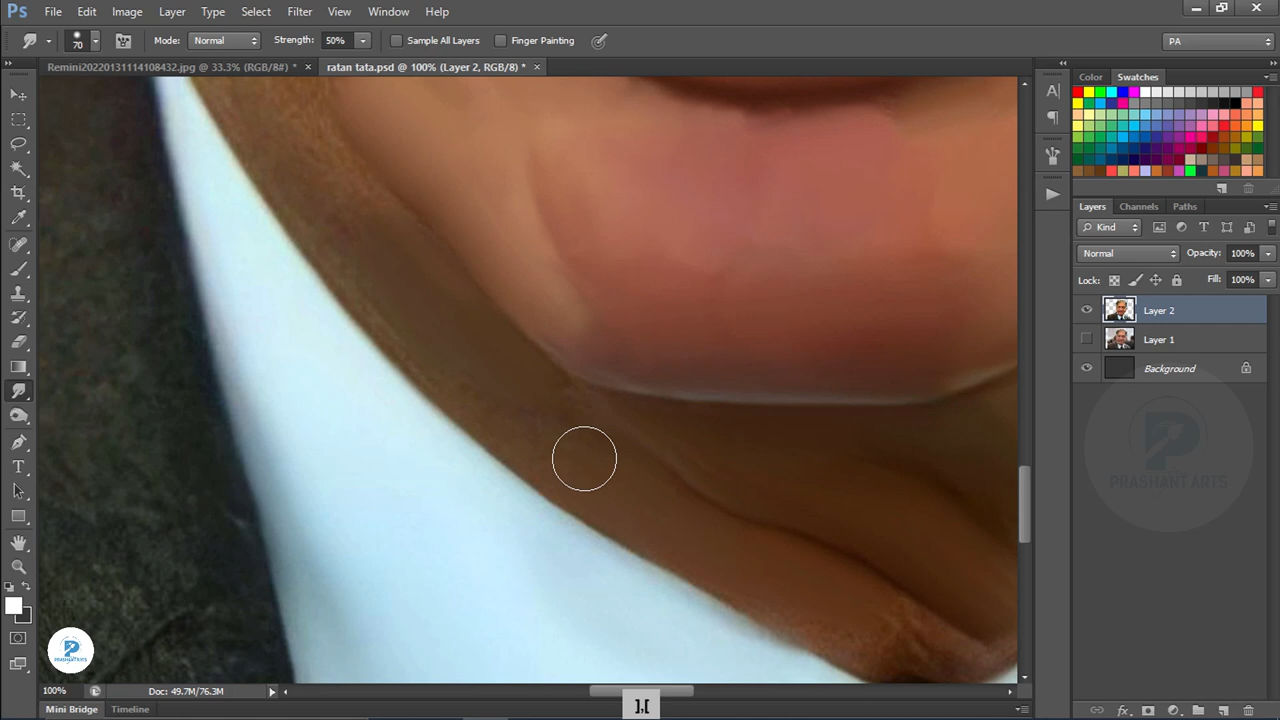 Ps File Edit Image Layer Type Select Filter View Window Help
70 Mode: Normal Strength: 50% Sample All Layers Finger Painting PA
Remini20220131114108432.jpg @ 33.3% (RGB/8#) * × ratan tata.psd @ 100% (Layer 2, RGB/8) * ×
Color Swatches
Layers Channels Paths
Kind
Normal Opacity: 100%
Lock: Fill: 100%
Layer 2
Layer 1
Background
PRASHANT ARTS
PRASHANT ARTS
100% Doc: 49.7M/76.3M
],[
Mini Bridge Timeline